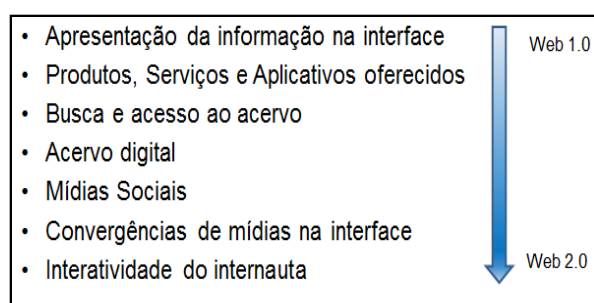 • Apresentação da informação na interface
Web 1.0
• Produtos, Serviços e Aplicativos oferecidos
• Busca e acesso ao acervo
• Acervo digital
• Mídias Sociais
• Convergências de mídias na interface
• Interatividade do internauta
Web 2.0